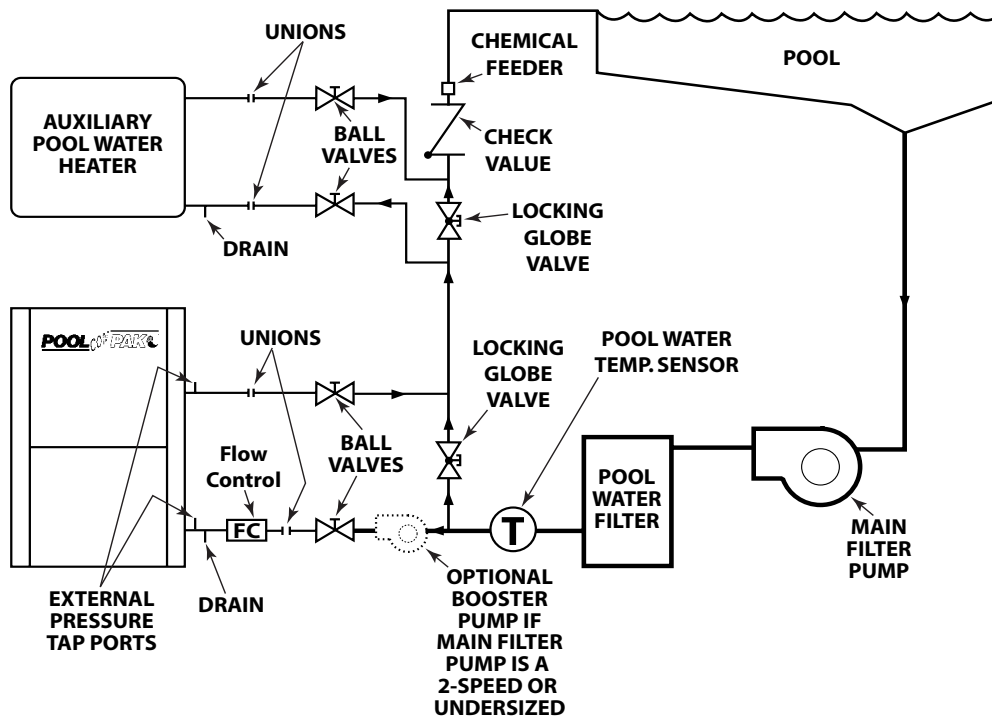 UNIONS
CHEMICAL
FEEDER
POOL
AUXILIARY
POOL WATER
HEATER
BALL
VALVES
CHECK
VALUE
DRAIN
LOCKING
GLOBE
VALVE
POOL PAK
UNIONS
LOCKING
GLOBE
VALVE
POOL WATER
TEMP. SENSOR
Flow
Control
BALL
VALVES
POOL
WATER
FILTER
FC
T
MAIN
FILTER
PUMP
EXTERNAL
PRESSURE
TAP PORTS
DRAIN
OPTIONAL
BOOSTER
PUMP IF
MAIN FILTER
PUMP IS A
2-SPEED OR
UNDERSIZED